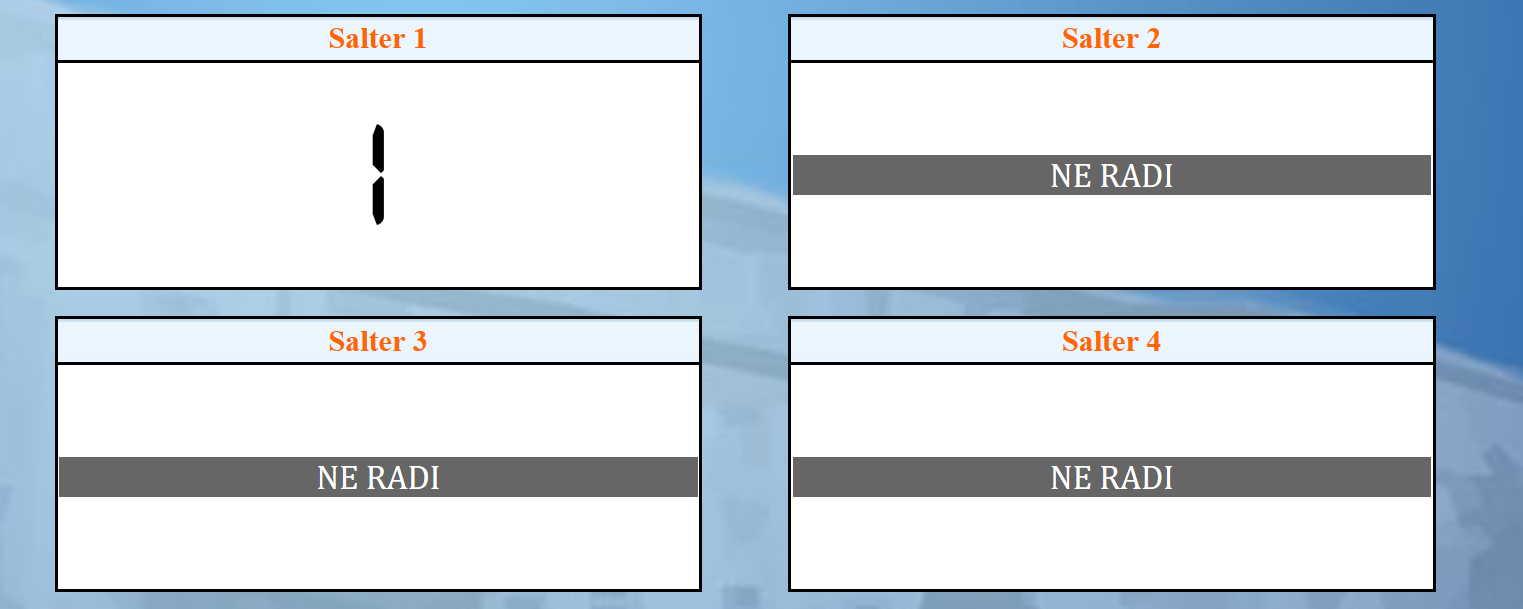 Salter 1
1
Salter 2
NE RADI
Salter 3
NE RADI
Salter 4
NE RADI